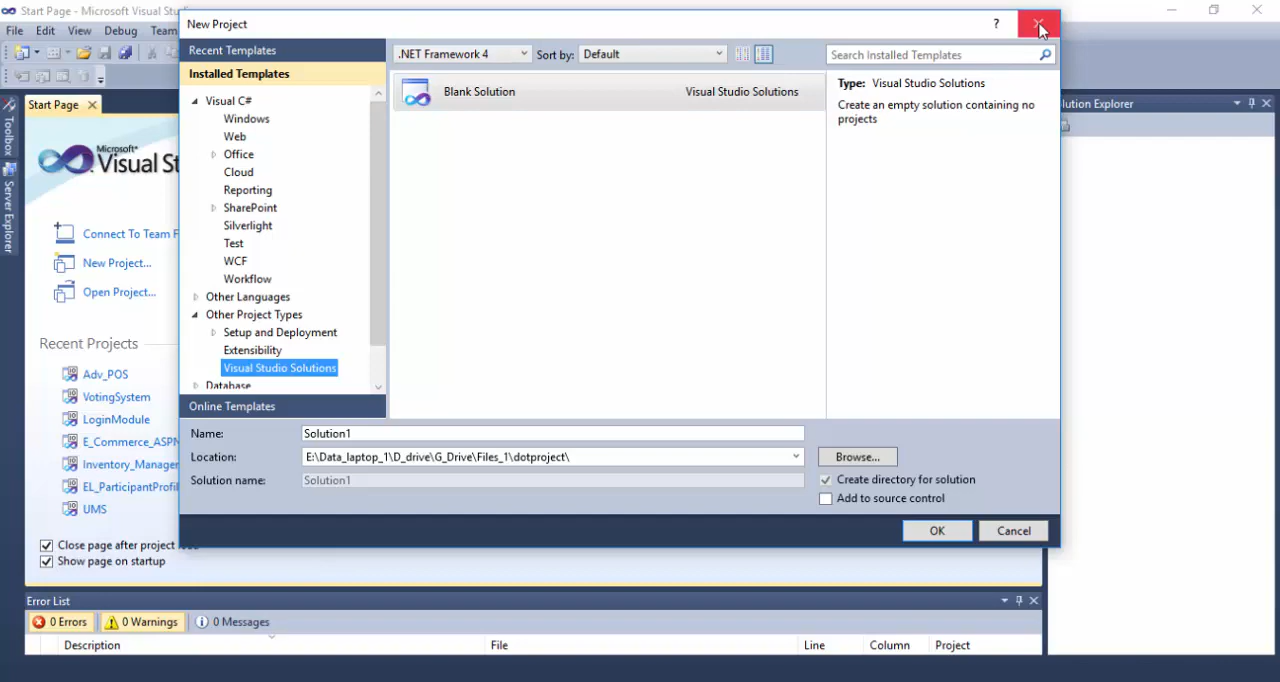 Start Page - Microsoft Visual Stu
File Edit View Debug Team
Toolbox
Server Explorer
Start Page
Microsoft
Visual St
Connect To Team F
New Project...
Open Project...
Recent Projects
Adv_POS
VotingSystem
LoginModule
E_Commerce_ASPN
Inventory_Manager
EL_ParticipantProfil
UMS
Close page after project load
Show page on startup
New Project
?
Recent Templates
Installed Templates
Visual C#
Windows
Web
Office
Cloud
Reporting
SharePoint
Silverlight
Test
WCF
Workflow
Other Languages
Other Project Types
Setup and Deployment
Extensibility
Visual Studio Solutions
Database
Online Templates
.NET Framework 4 Sort by: Default
Search Installed Templates
Blank Solution Visual Studio Solutions
Type: Visual Studio Solutions
Create an empty solution containing no
projects
Name: Solution1
Location: E:\Data_laptop_1\D_drive\G_Drive\Files_1\dotproject\
Browse...
Solution name: Solution1
Create directory for solution
Add to source control
OK Cancel
lution Explorer
Error List
0 Errors 0 Warnings 0 Messages
Description File Line Column Project